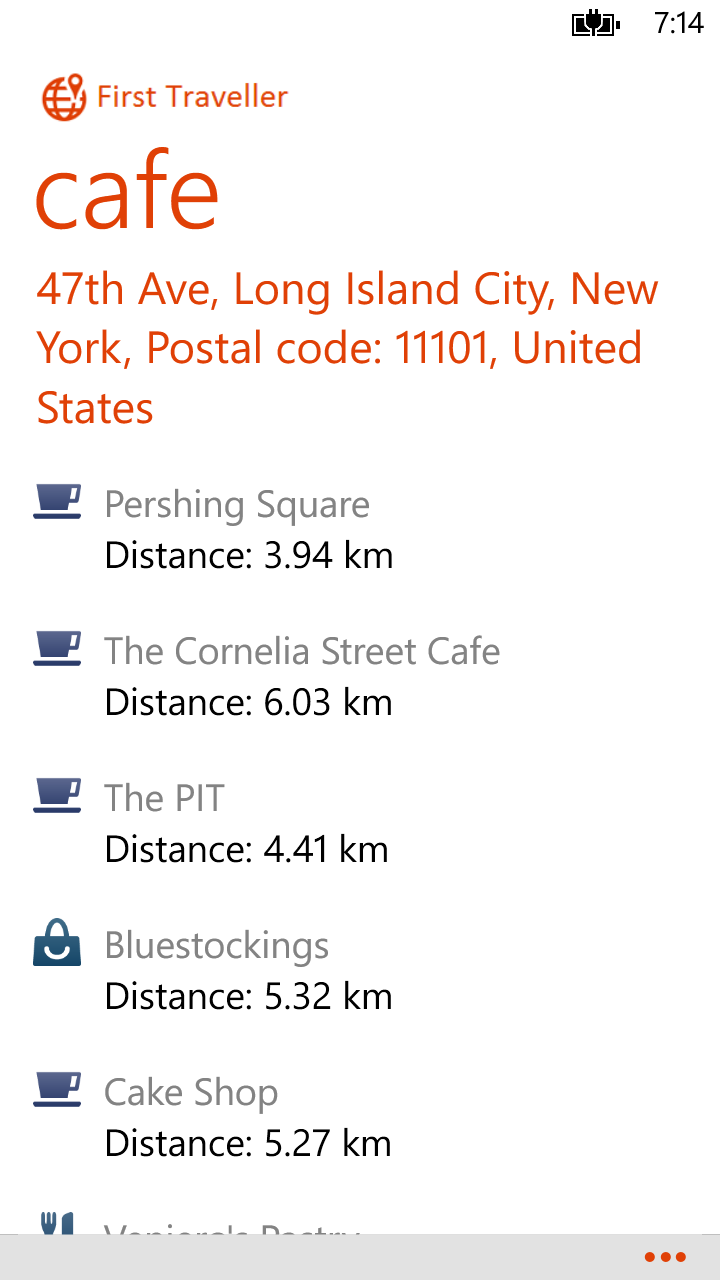 7:14
First Traveller
cafe
47th Ave, Long Island City, New
York, Postal code: 11101, United
States
Pershing Square
Distance: 3.94 km
The Cornelia Street Cafe
Distance: 6.03 km
The PIT
Distance: 4.41 km
Bluestockings
Distance: 5.32 km
Cake Shop
Distance: 5.27 km